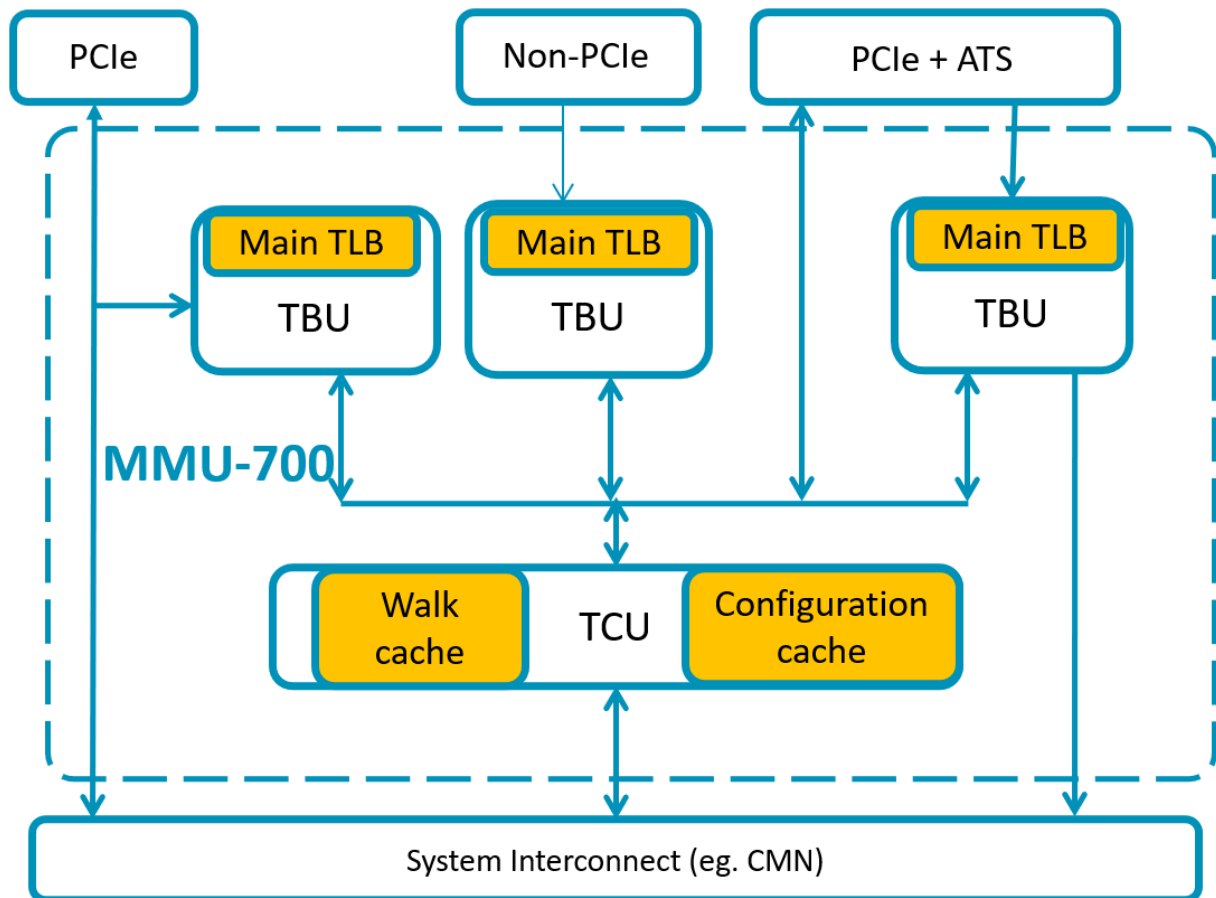 PCIe
Non-PCIe
PCIe + ATS
Main TLB
TBU
Main TLB
TBU
Main TLB
TBU
MMU-700
Walk
cache
TCU
Configuration
cache
System Interconnect (eg. CMN)